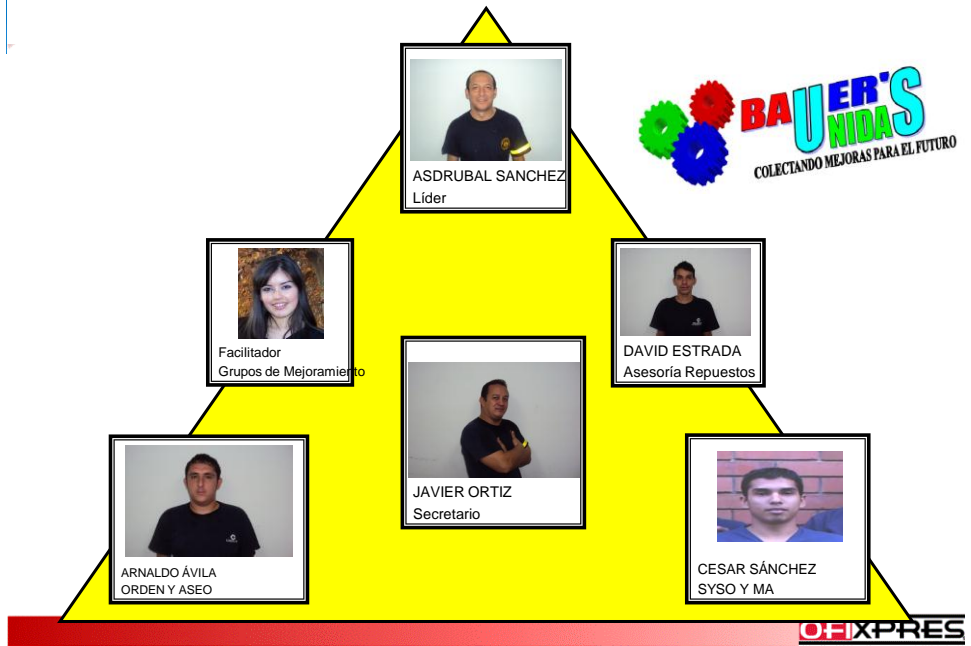 ASDRUBAL SANCHEZ
Líder
BAUER'S
UNIDAS
COLECTANDO MEJORAS PARA EL FUTURO
Facilitador
Grupos de Mejoramiento
DAVID ESTRADA
Asesoría Repuestos
JAVIER ORTIZ
Secretario
ARNALDO ÁVILA
ORDEN Y ASEO
CESAR SÁNCHEZ
SYSO Y MA
OFIXPRES